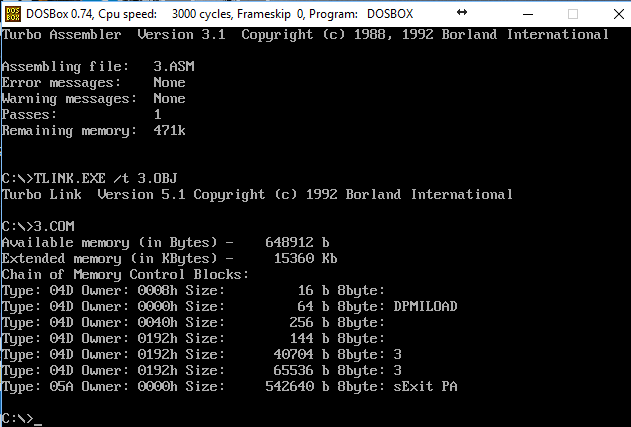 DOSBox 0.74, Cpu speed: 3000 cycles, Frameskip 0, Program: DOSBOX
Turbo Assembler Version 3.1 Copyright (c) 1988, 1992 Borland International
Assembling file: 3.ASM
Error messages: None
Warning messages: None
Passes: 1
Remaining memory: 471k
C:\>TLINK.EXE /t 3.OBJ
Turbo Link Version 5.1 Copyright (c) 1992 Borland International
C:\>3.COM
Available memory (in Bytes) - 648912 b
Extended memory (in KBytes) - 15360 Kb
Chain of Memory Control Blocks:
Type: 04D Owner: 0008h Size: 16 b 8byte:
Type: 04D Owner: 0000h Size: 64 b 8byte: DPMILOAD
Type: 04D Owner: 0040h Size: 256 b 8byte:
Type: 04D Owner: 0192h Size: 144 b 8byte:
Type: 04D Owner: 0192h Size: 40704 b 8byte: 3
Type: 04D Owner: 0192h Size: 65536 b 8byte: 3
Type: 05A Owner: 0000h Size: 542640 b 8byte: sExit PA
C:\>_